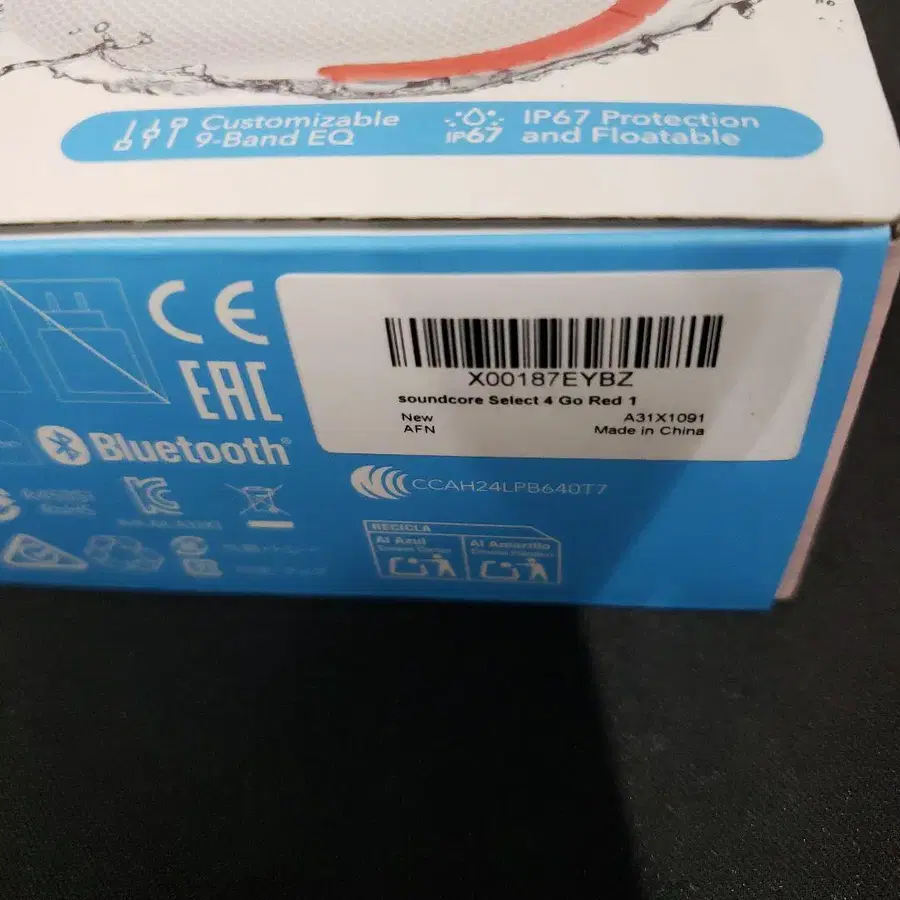 Customizable
9-Band EQ
IP67
IP67 Protection
and Floatable
CE
EAC
Bluetooth®
X00187EYBZ
soundcore Select 4 Go Red 1
New
A31X1091
AFN
Made in China
CCAH24LPB640T7
RECICLA
Al Azul
Al Amarillo